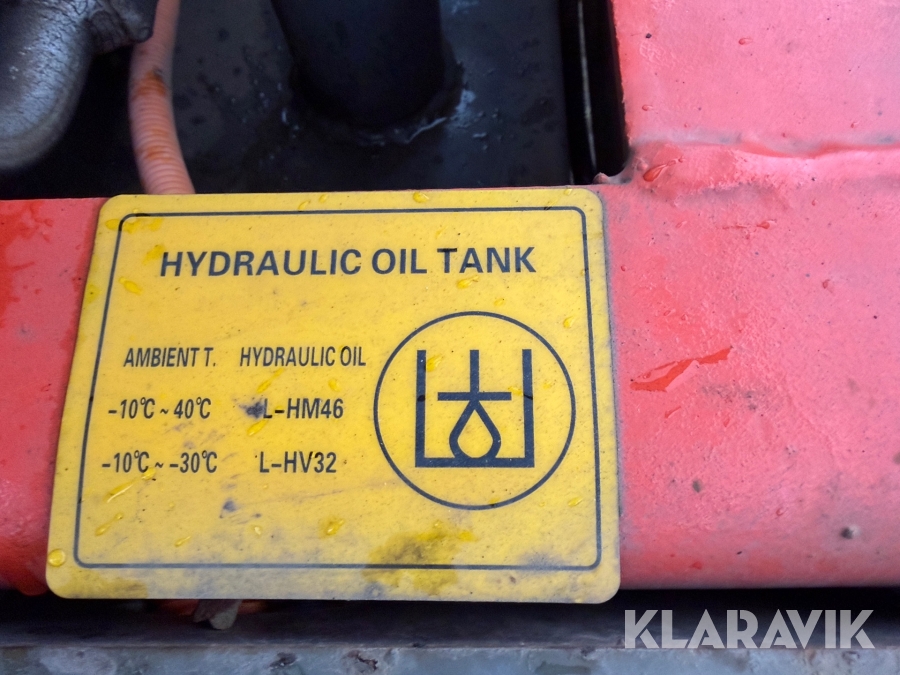 HYDRAULIC OIL TANK
AMBIENT T. HYDRAULIC OIL
-10℃ ~ 40℃ L-HM46
-10℃ ~ -30℃ L-HV32
KLARAVIK